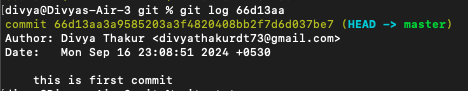 divya@Divyas-Air-3 git % git log 66d13aa
commit 66d13aa3a9585203a3f4820408bb2f7d6d037be7 (HEAD -> master)
Author: Divya Thakur <divyathakurdt73@gmail.com>
Date:   Mon Sep 16 23:08:51 2024 +0530
    this is first commit